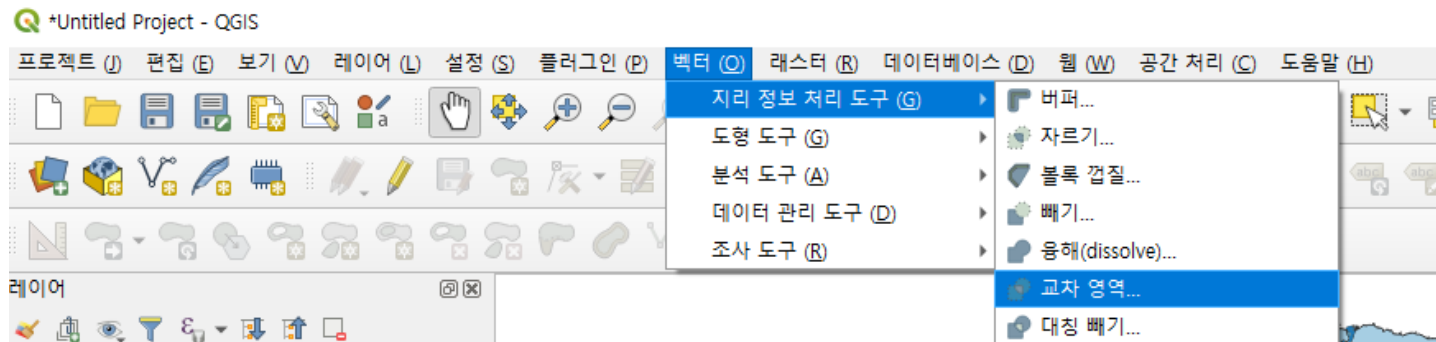 *Untitled Project - QGIS
프로젝트 (J) 편집 (E) 보기 (V) 레이어 (L) 설정 (S) 플러그인 (P) 벡터 (O) 래스터 (R) 데이터베이스 (D) 웹 (W) 공간 처리 (C) 도움말 (H)
지리 정보 처리 도구 (G)
도형 도구 (G)
분석 도구 (A)
데이터 관리 도구 (D)
조사 도구 (R)
버퍼...
자르기...
볼록 껍질...
빼기...
융해(dissolve)...
교차 영역...
대칭 빼기...
a
abc
abc
레이어
ε